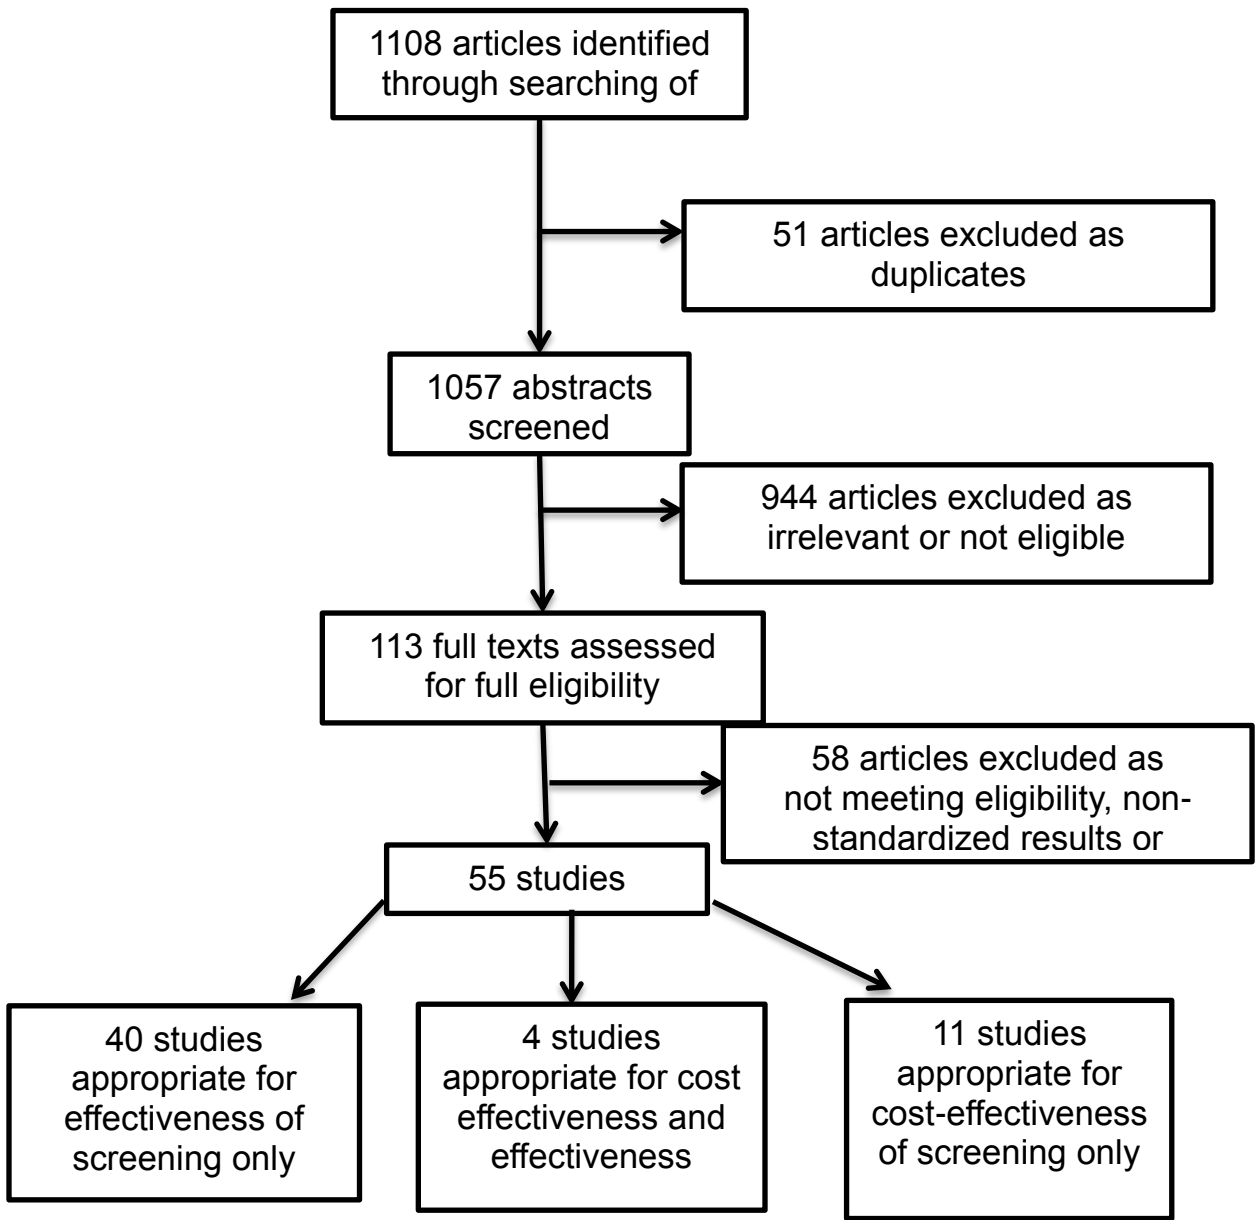 1108 articles identified
through searching of
51 articles excluded as
duplicates
1057 abstracts
screened
944 articles excluded as
irrelevant or not eligible
113 full texts assessed
for full eligibility
58 articles excluded as
not meeting eligibility, non-
standardized results or
55 studies
40 studies
appropriate for
effectiveness of
screening only
4 studies
appropriate for cost
effectiveness and
effectiveness
11 studies
appropriate for
cost-effectiveness
of screening only